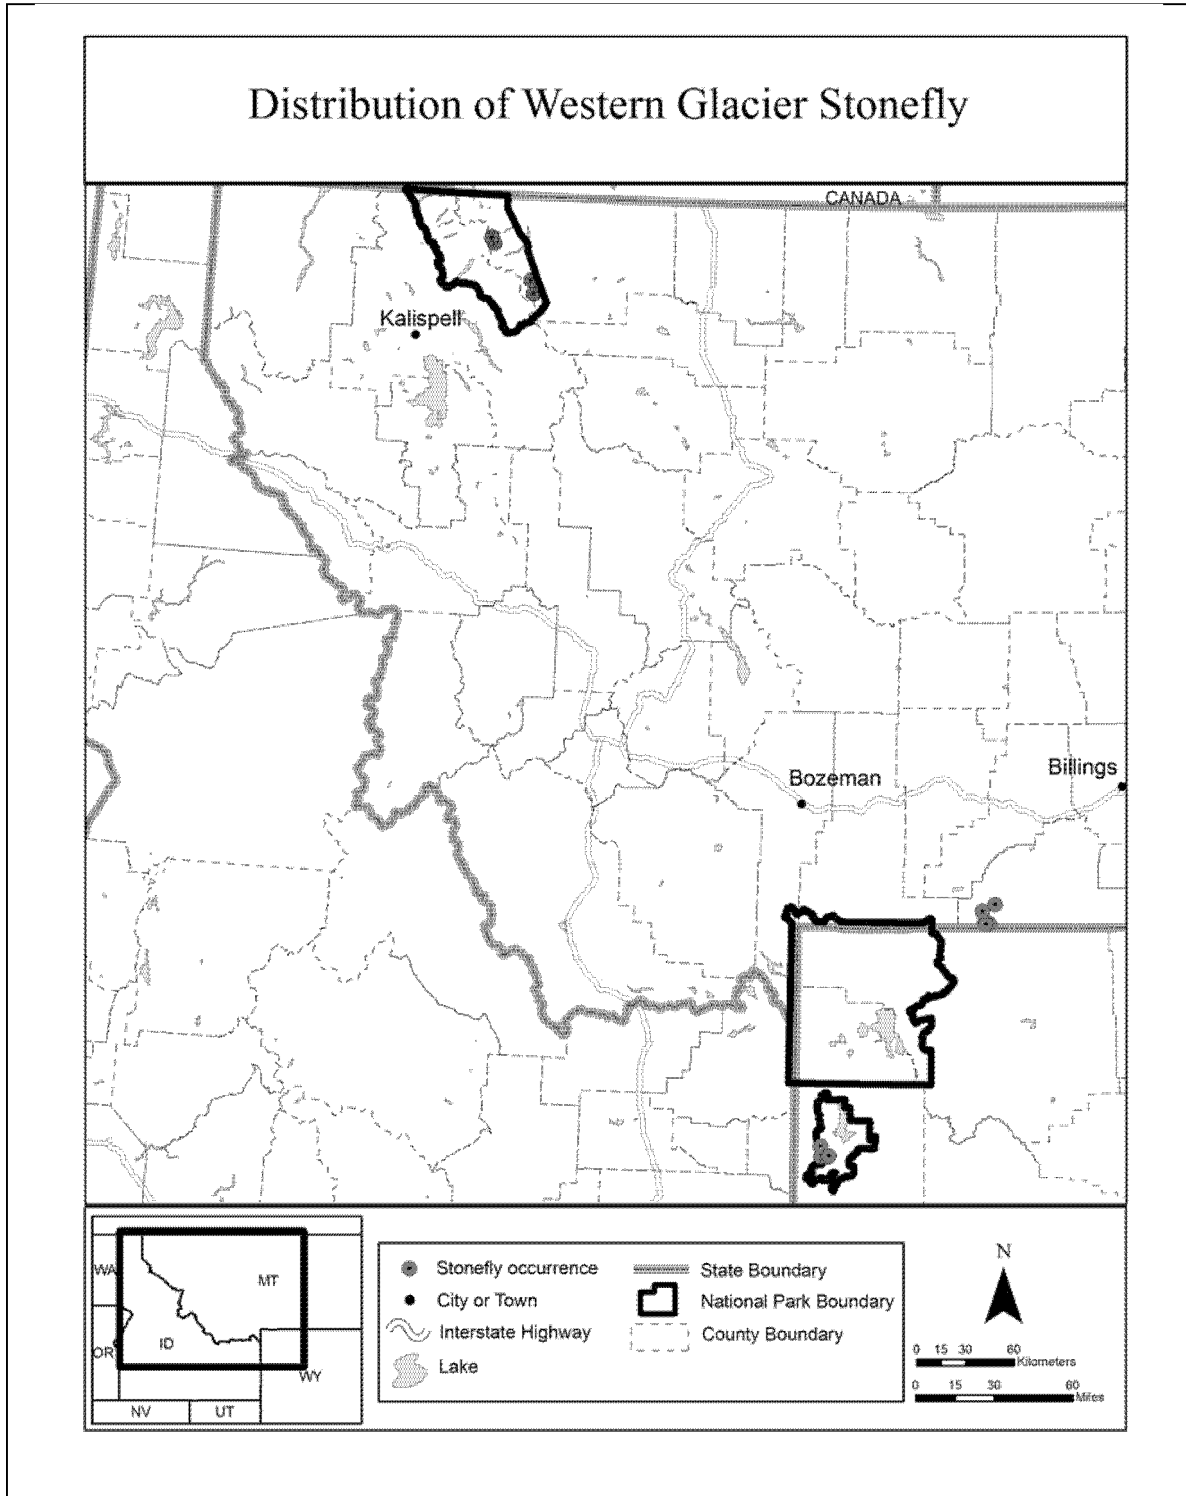 Distribution of Western Glacier Stonefly
CANADA
Kalispell
Bozeman
Billings
WA
MT
ID
OR
WY
NV
UT
Stonefly occurrence
City or Town
Interstate Highway
Lake
State Boundary
National Park Boundary
County Boundary
N
0 15 30 60
Kilometers
0 15 30 60
Miles